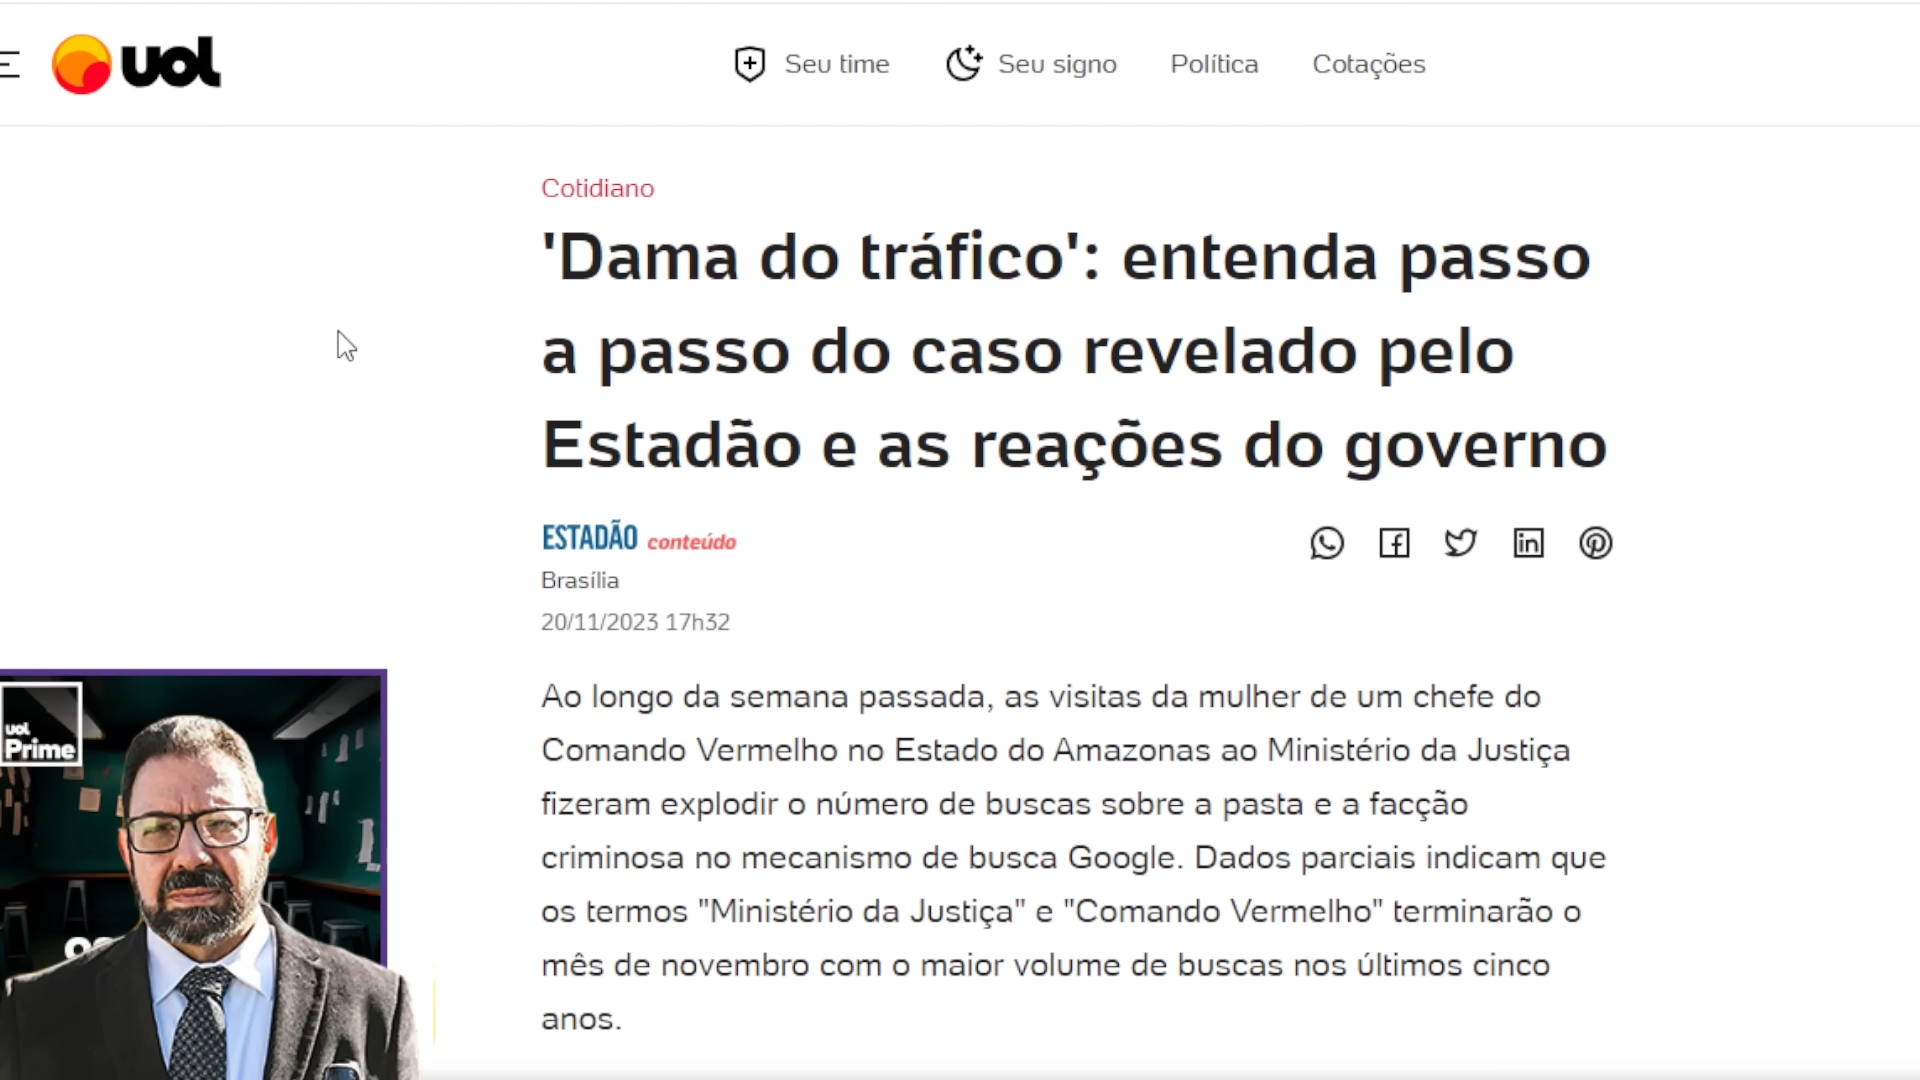 uol
Seu time
Seu signo
Política
Cotações
Cotidiano
'Dama do tráfico': entenda passo
a passo do caso revelado pelo
Estadão e as reações do governo
ESTADÃO conteúdo
Brasília
20/11/2023 17h32
Ao longo da semana passada, as visitas da mulher de um chefe do
Comando Vermelho no Estado do Amazonas ao Ministério da Justiça
fizeram explodir o número de buscas sobre a pasta e a facção
criminosa no mecanismo de busca Google. Dados parciais indicam que
os termos "Ministério da Justiça" e "Comando Vermelho" terminarão o
mês de novembro com o maior volume de buscas nos últimos cinco
anos.
uol
Prime